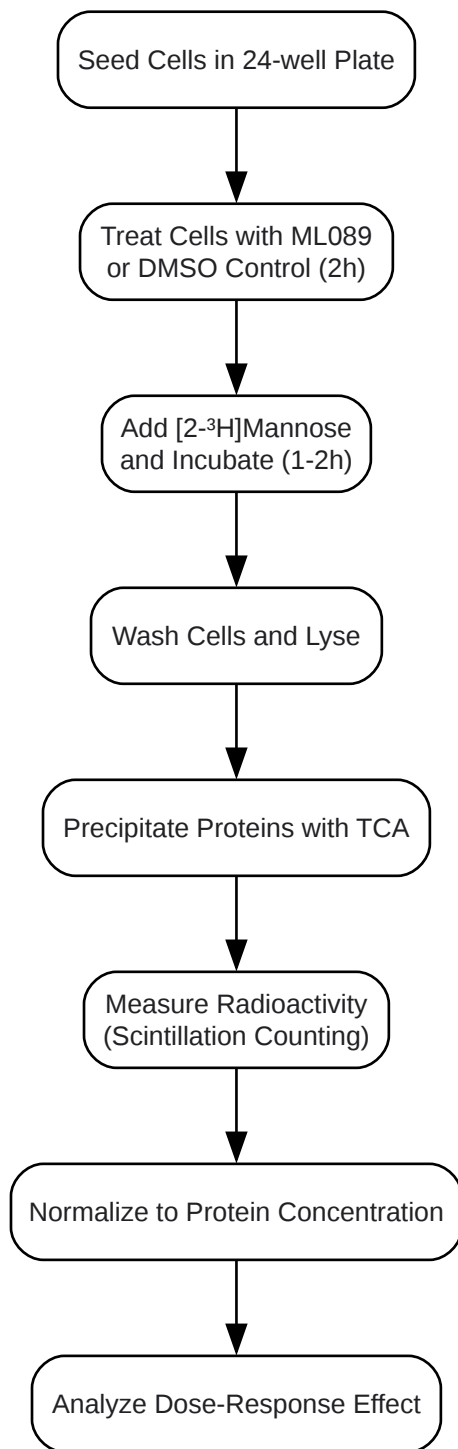 Seed Cells in 24-well Plate
Treat Cells with ML089
or DMSO Control (2h)
Add [2-³H]Mannose
and Incubate (1-2h)
Wash Cells and Lyse
Precipitate Proteins with TCA
Measure Radioactivity
(Scintillation Counting)
Normalize to Protein Concentration
Analyze Dose-Response Effect